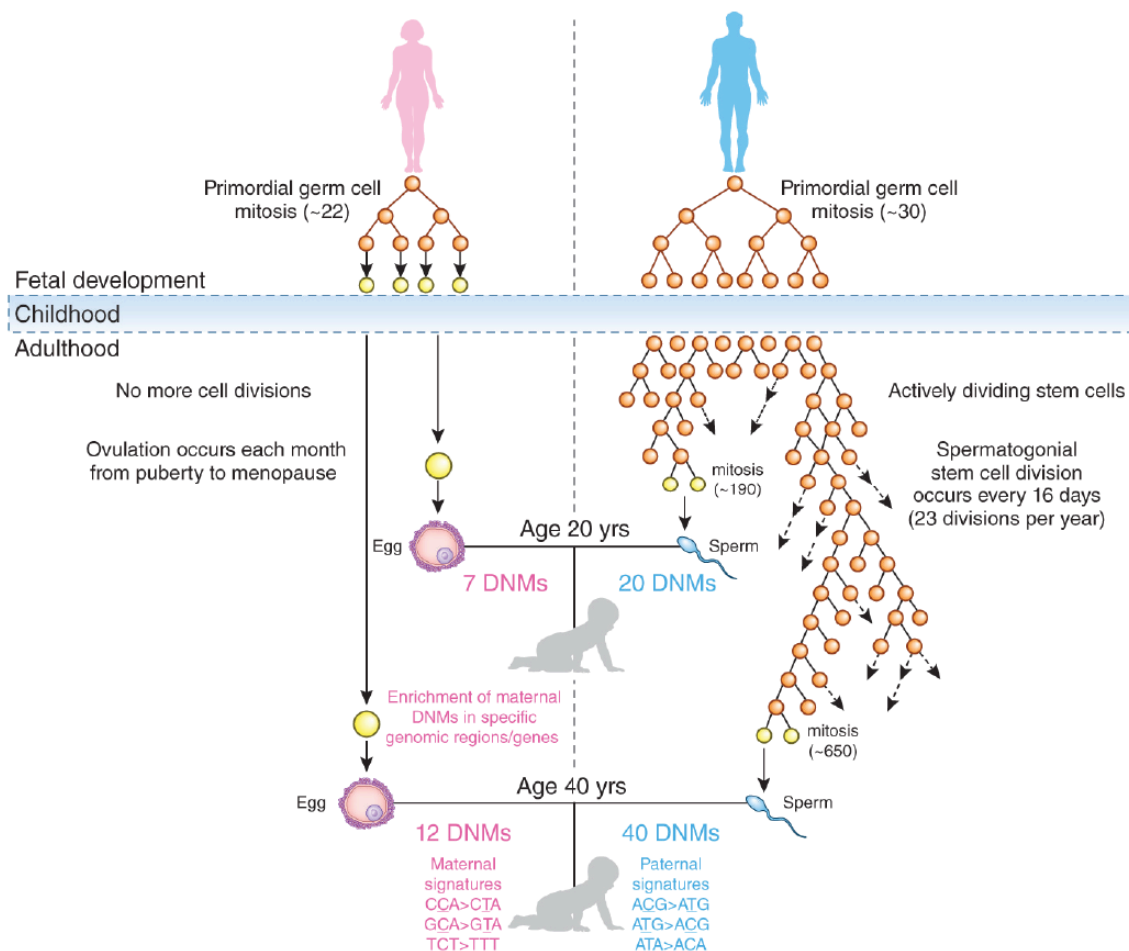 Primordial germ cell
mitosis (~22)
Primordial germ cell
mitosis (~30)
Fetal development
Childhood
Adulthood
No more cell divisions
Actively dividing stem cells
Ovulation occurs each month
from puberty to menopause
Spermatogonial
stem cell division
occurs every 16 days
(23 divisions per year)
mitosis
(~190)
Age 20 yrs
Egg
Sperm
7 DNMs
20 DNMs
Enrichment of maternal
DNMs in specific
genomic regions/genes
mitosis
(~650)
Age 40 yrs
Egg
Sperm
12 DNMs
40 DNMs
Maternal
signatures
CCA>CTA
GCA>GTA
TCT>TTT
Paternal
signatures
ACG>ATG
ATG>ACG
ATA>ACA